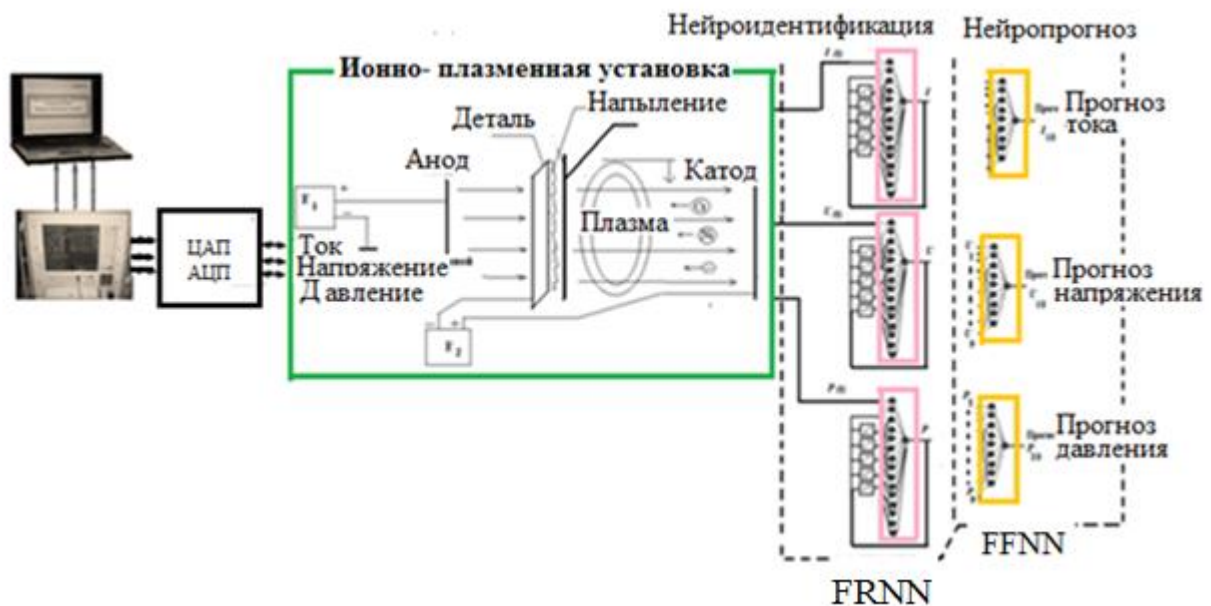 Нейроидентификация
Нейропрогноз
Ионно- плазменная установка
Напыление
Деталь
Анод
Катод
Плазма
Ток
Напряжение
Давление
ЦАП
АЦП
Прогноз
тока
Прогноз
напряжения
Прогноз
давления
FFNN
FRNN